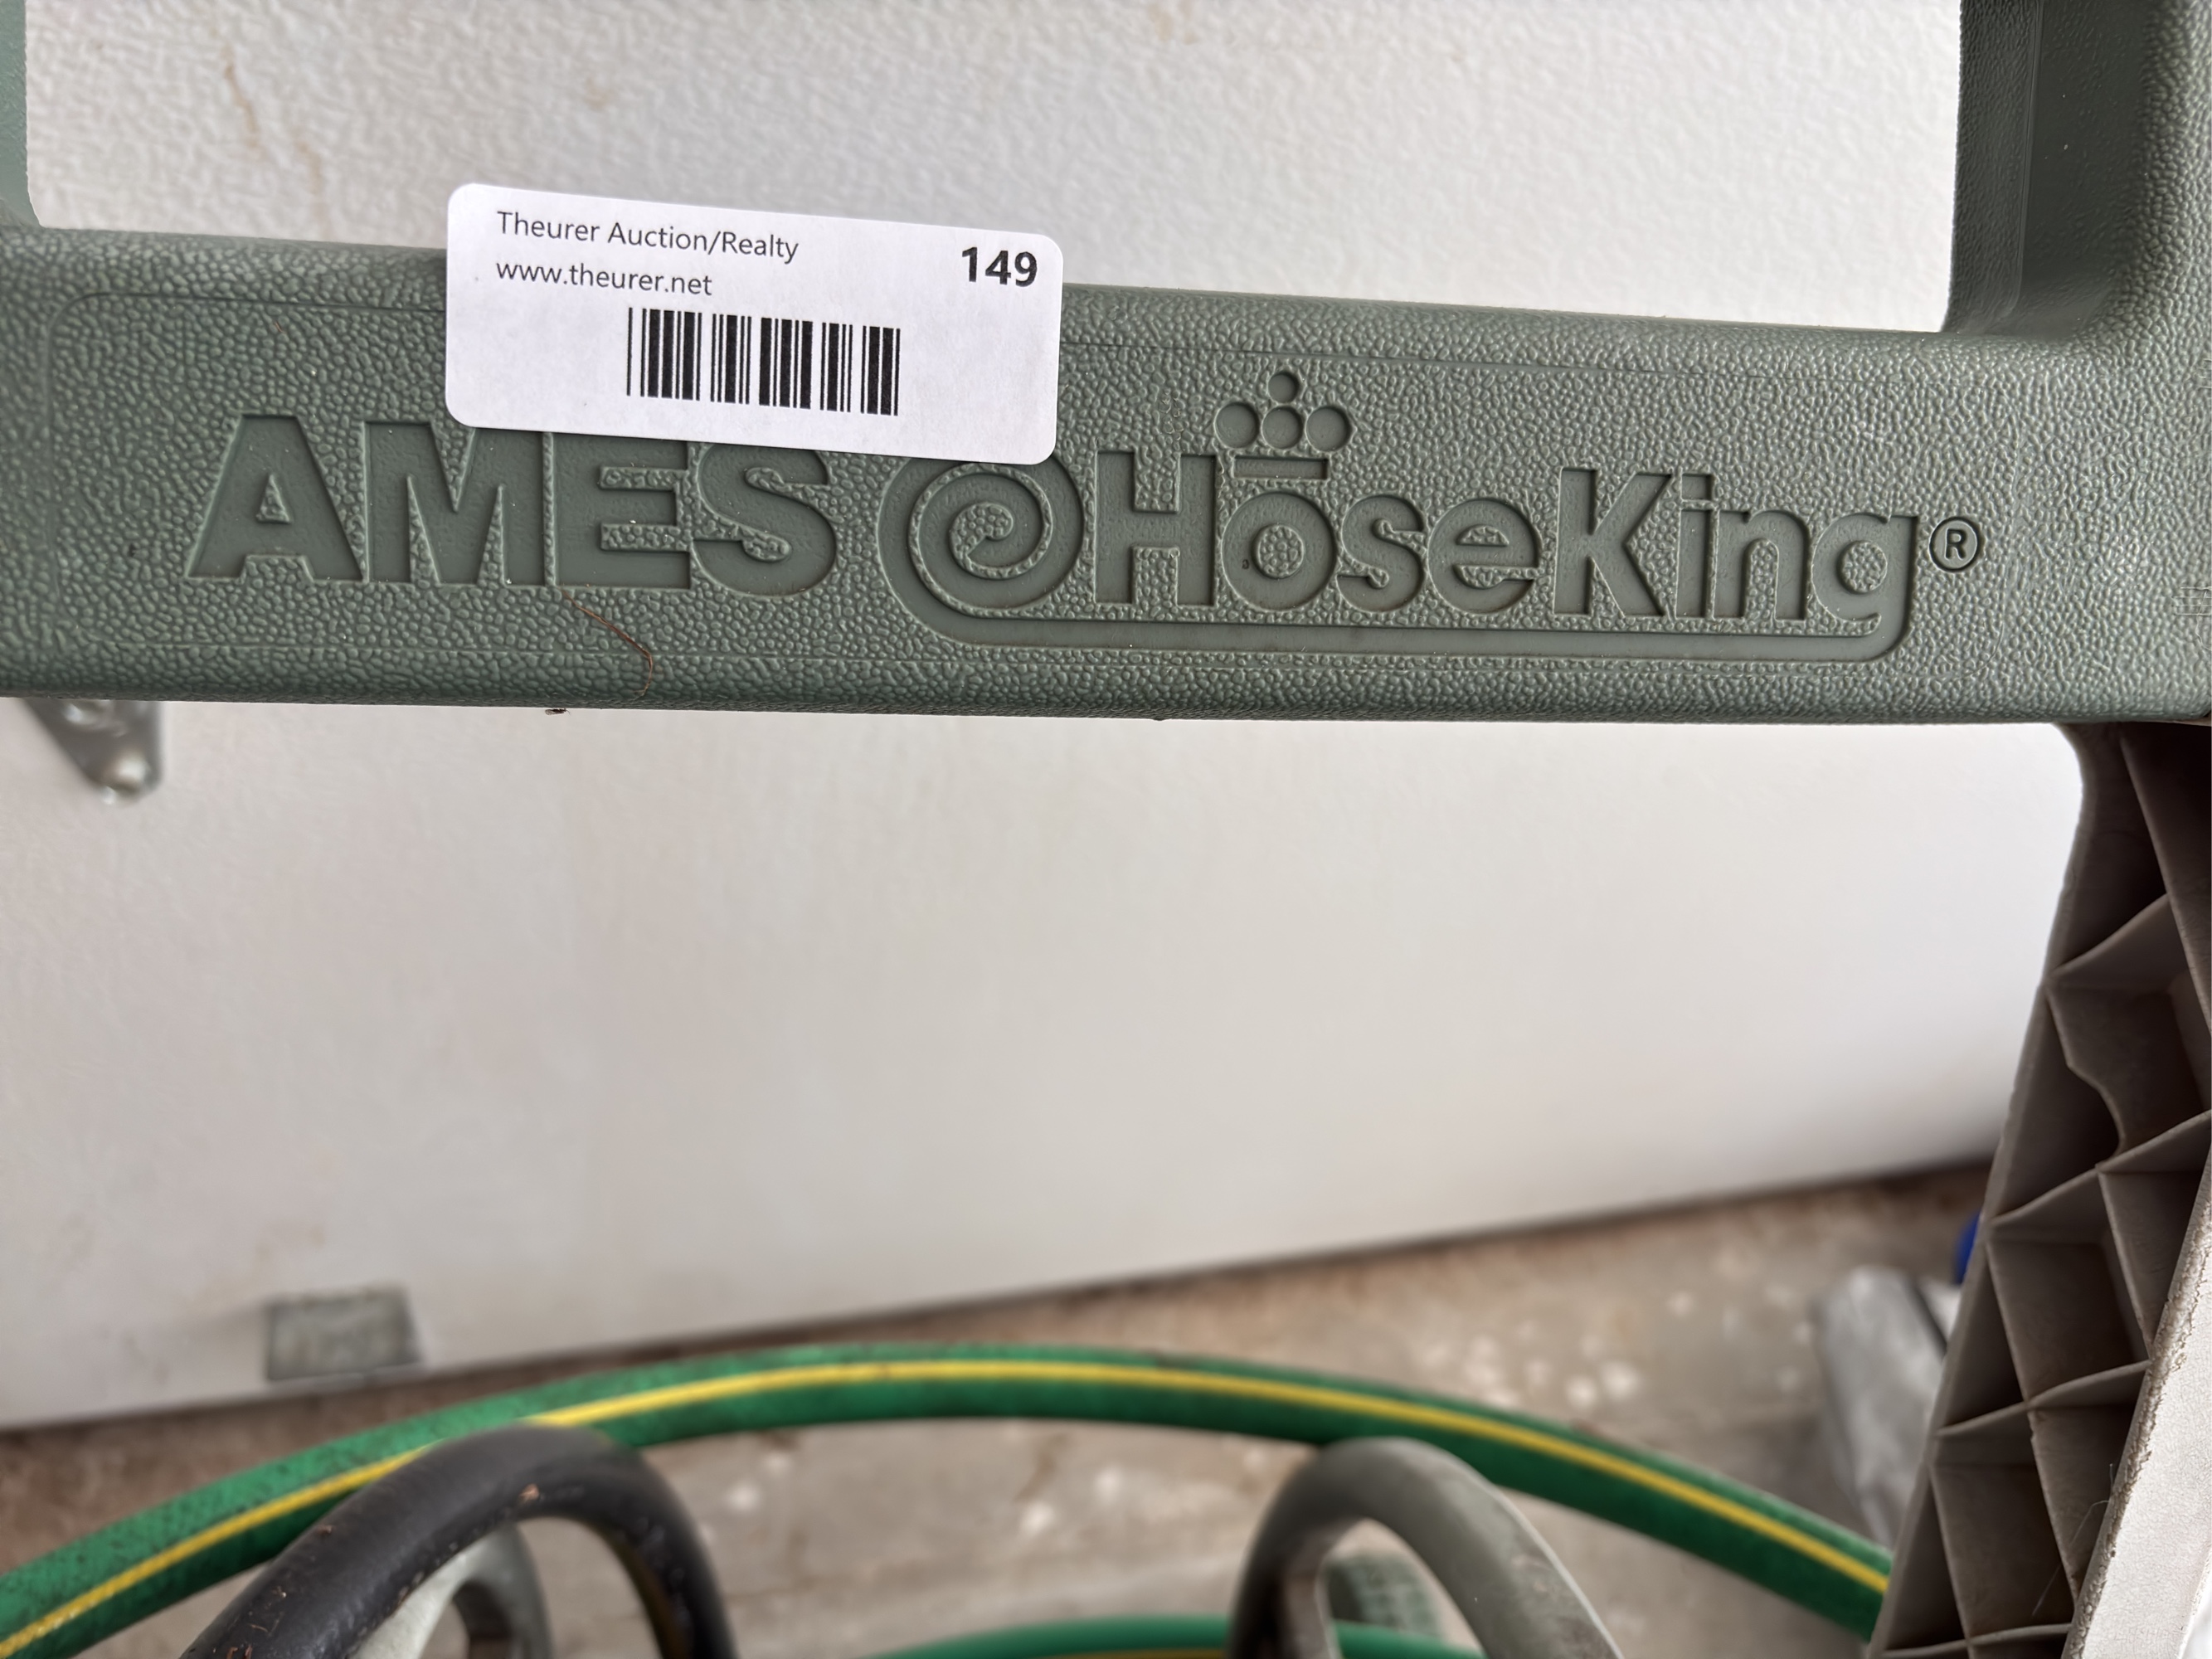 Theurer Auction/Realty
www.theurer.net
149
AMES HoseKing®